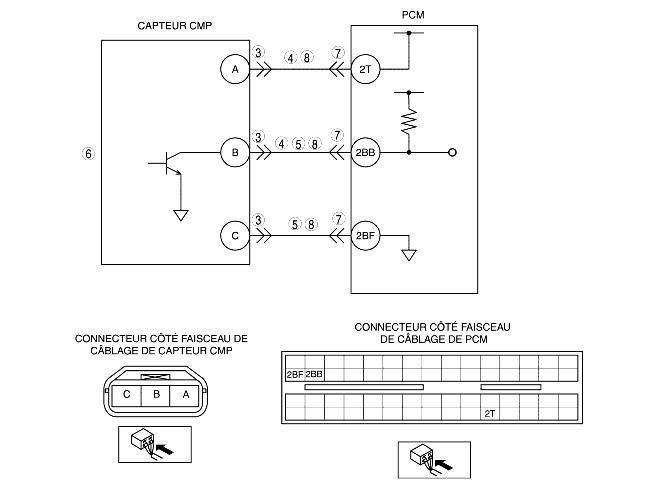 CAPTEUR CMP
PCM
3 4 8 7
A 2T
3 4 5 8 7
6 B 2BB
3 5 8 7
C 2BF
CONNECTEUR CÔTÉ FAISCEAU DE
CÂBLAGE DE CAPTEUR CMP
CONNECTEUR CÔTÉ FAISCEAU
DE CÂBLAGE DE PCM
C B A
2BF 2BB
2T